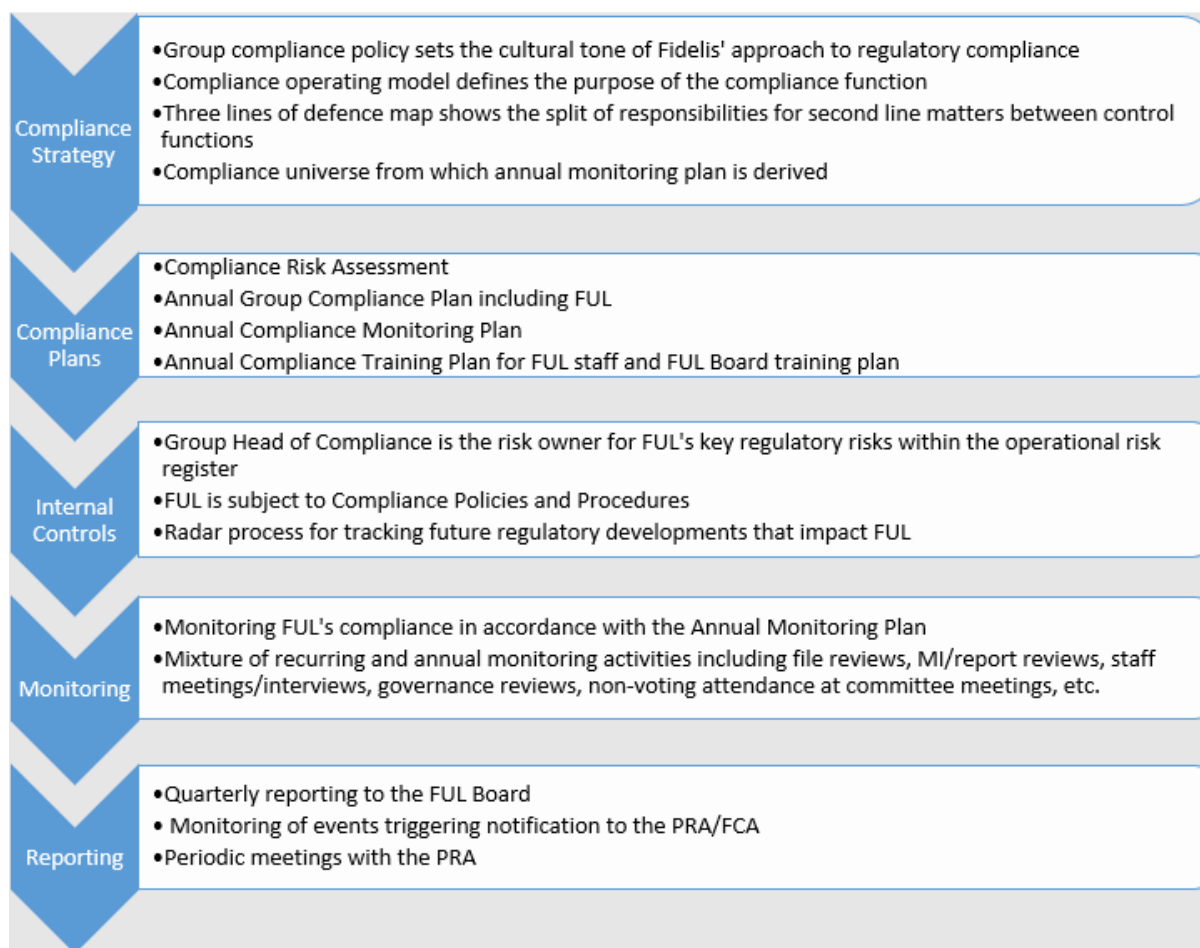 Compliance
Strategy
•Group compliance policy sets the cultural tone of Fidelis' approach to regulatory compliance
•Compliance operating model defines the purpose of the compliance function
•Three lines of defence map shows the split of responsibilities for second line matters between control
functions
•Compliance universe from which annual monitoring plan is derived
Compliance
Plans
•Compliance Risk Assessment
•Annual Group Compliance Plan including FUL
•Annual Compliance Monitoring Plan
•Annual Compliance Training Plan for FUL staff and FUL Board training plan
Internal
Controls
•Group Head of Compliance is the risk owner for FUL's key regulatory risks within the operational risk
register
•FUL is subject to Compliance Policies and Procedures
•Radar process for tracking future regulatory developments that impact FUL
Monitoring
•Monitoring FUL's compliance in accordance with the Annual Monitoring Plan
•Mixture of recurring and annual monitoring activities including file reviews, MI/report reviews, staff
meetings/interviews, governance reviews, non-voting attendance at committee meetings, etc.
Reporting
•Quarterly reporting to the FUL Board
• Monitoring of events triggering notification to the PRA/FCA
•Periodic meetings with the PRA